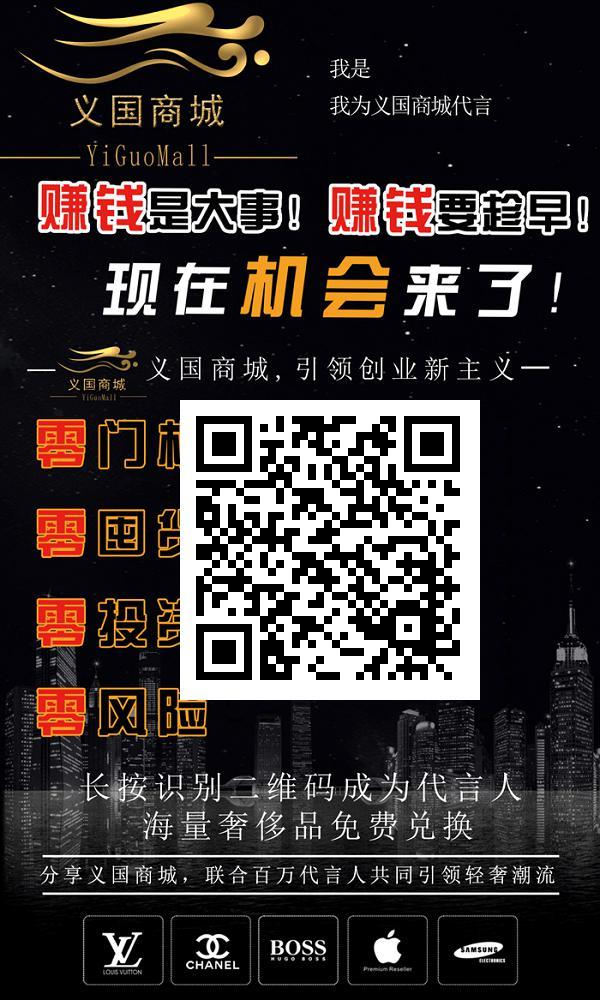 义国商城
YiGuoMall
我是
我为义国商城代言
赚钱是大事！ 赚钱要趁早！
现在机会来了！
义国商城
YiGuoMall
义国商城，引领创业新主义
零门
零囤货
零投资
零风险
长按识别二维码成为代言人
海量奢侈品免费兑换
分享义国商城，联合百万代言人共同引领轻奢潮流
LV
LOUIS VUITTON
CHANEL
BOSS
HUGO BOSS
Premium Reseller
SAMSUNG
ELECTRONICS